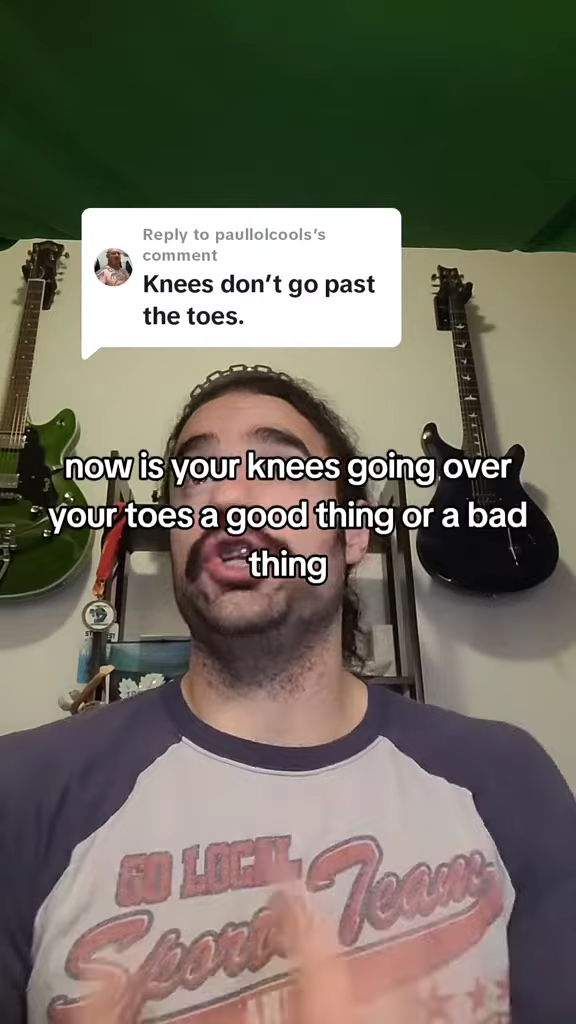 Reply to paullolcools's
comment
Knees don't go past
the toes.
now is your knees going over
your toes a good thing or a bad
thing
GO LOCAL
Sports Team